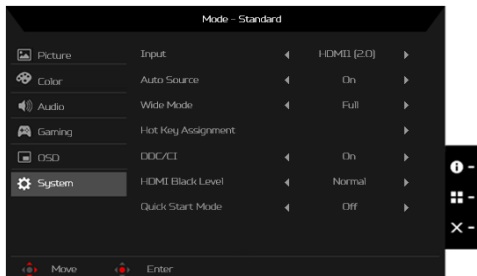 Mode - Standard
Picture
Color
Audio
Gaming
OSD
System
Input HDMI1 (2.0)
Auto Source On
Wide Mode Full
Hot Key Assignment
DDC/CI On
HDMI Black Level Normal
Quick Start Mode Off
Move Enter